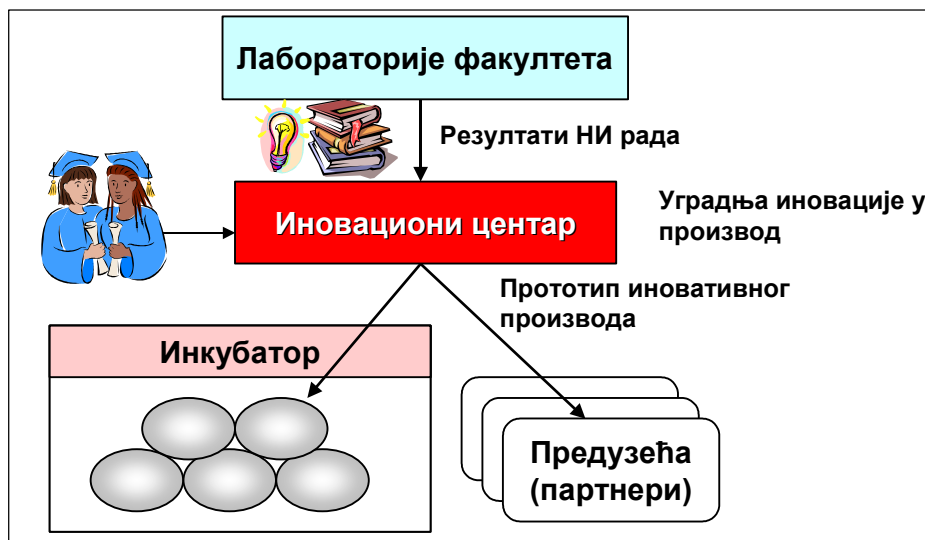 Лабораторије факултета
Резултати НИ рада
Иновациони центар
Уградња иновације у
производ
Прототип иновативног
производа
Инкубатор
Предузећа
(партнери)